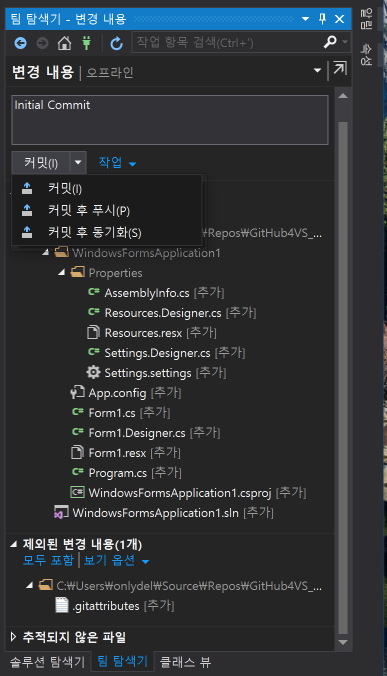 팀 탐색기 - 변경 내용
작업 항목 검색(Ctrl+')
변경 내용 | 오프라인
Initial Commit
커밋(I)
작업
커밋(I)
커밋 후 푸시(P)
커밋 후 동기화(S)
₩Repos₩GitHub4VS_...
WindowsFormsApplication1
Properties
AssemblyInfo.cs [추가]
Resources.Designer.cs [추가]
Resources.resx [추가]
Settings.Designer.cs [추가]
Settings.settings [추가]
App.config [추가]
Form1.cs [추가]
Form1.Designer.cs [추가]
Form1.resx [추가]
Program.cs [추가]
WindowsFormsApplication1.csproj [추가]
WindowsFormsApplication1.sln [추가]
제외된 변경 내용(1개)
모두 포함 | 보기 옵션
C:₩Users₩onlydel₩Source₩Repos₩GitHub4VS_...
.gitattributes [추가]
추적되지 않은 파일
솔루션 탐색기 팀 탐색기 클래스 뷰
알림
속성